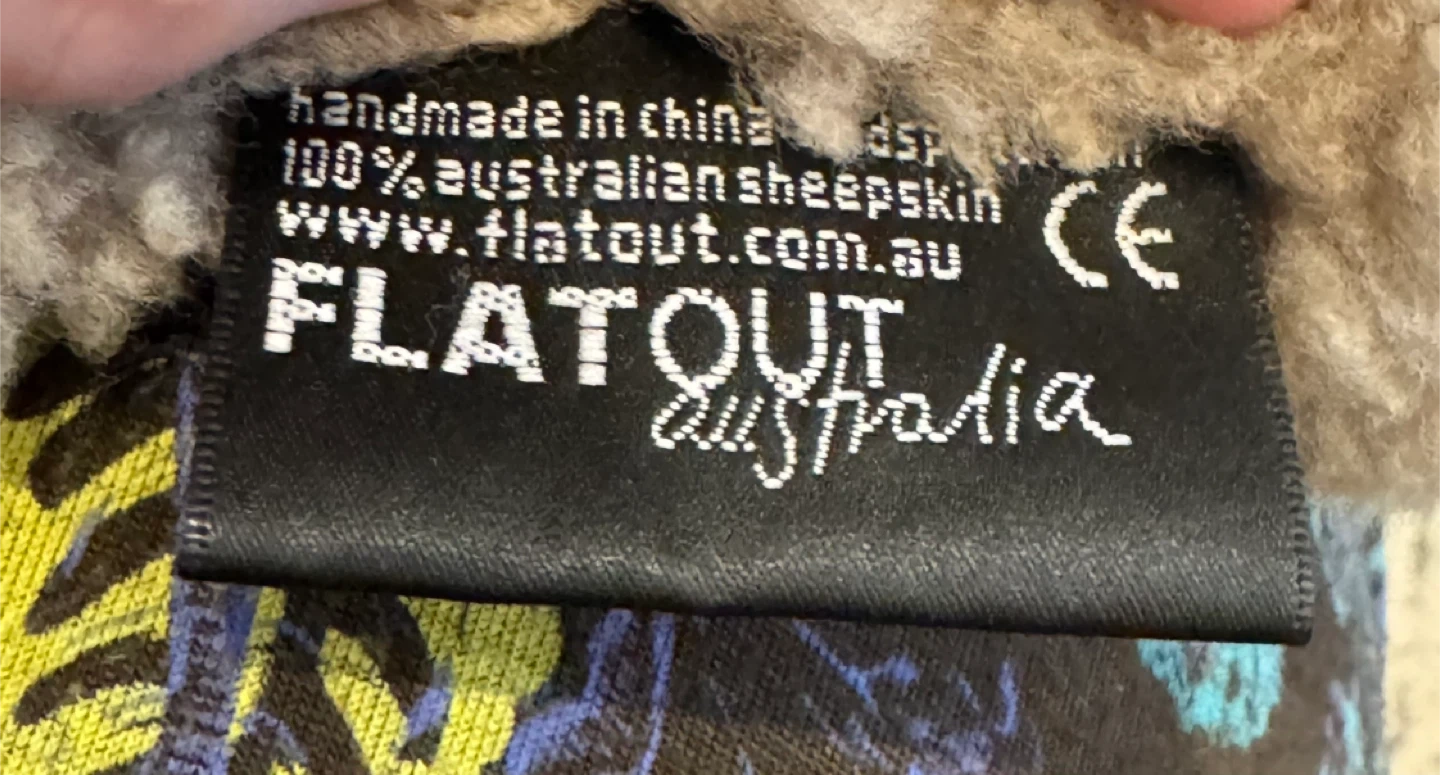 handmade in china
100% australian sheepskin
www.flatout.com.au
CE
FLATOUT
australia